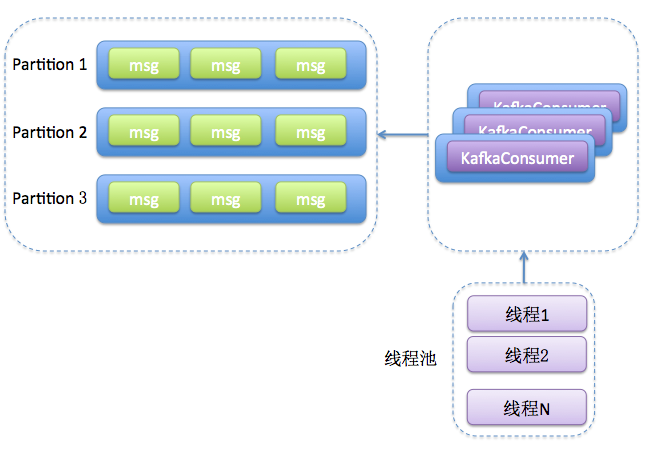 Partition 1
msg msg msg
Partition 2
msg msg msg
Partition 3
msg msg msg
KafkaConsumer
KafkaConsumer
KafkaConsumer
线程池
线程1
线程2
线程N